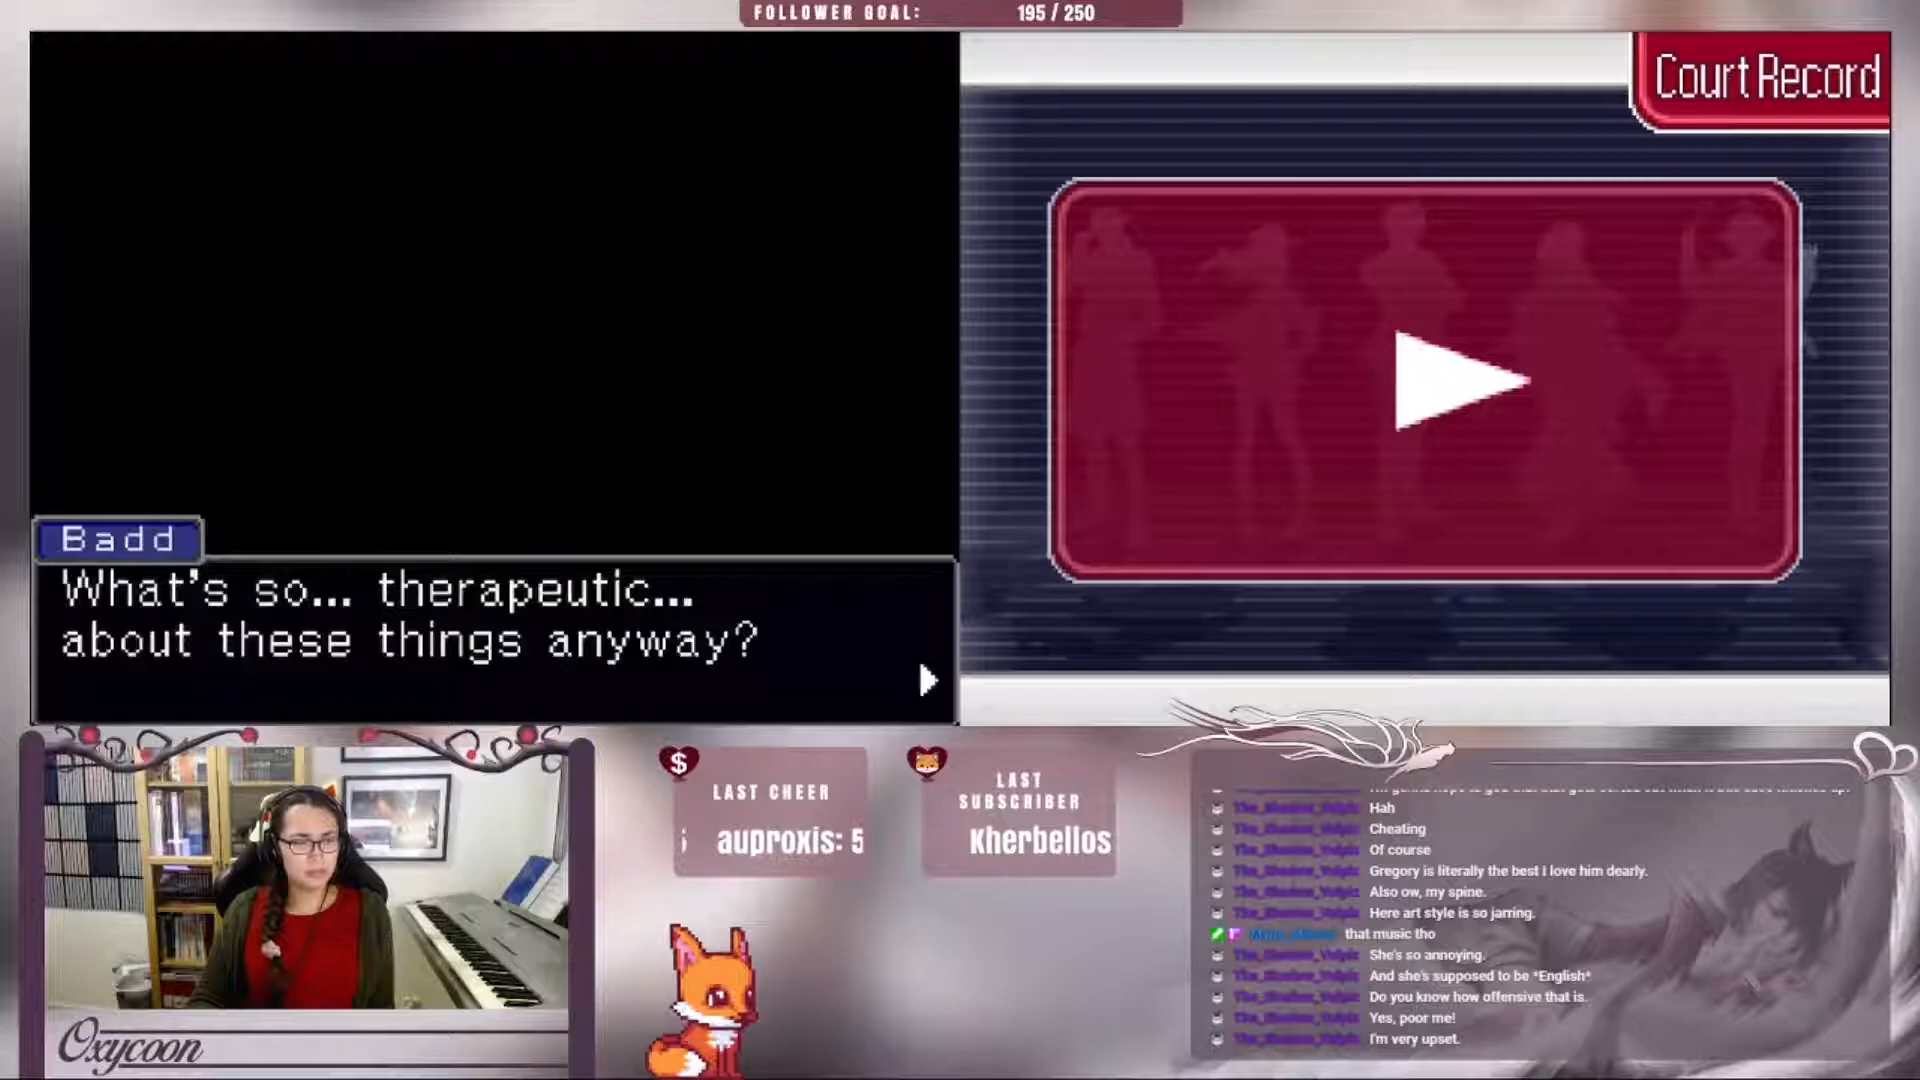 FOLLOWER GOAL: 195 / 250
Court Record
Badd
What's so... therapeutic...
about these things anyway?
LAST CHEER
auproxis: 5
LAST
SUBSCRIBER
Kherbellos
Hah
Cheating
Of course
Gregory is literally the best I love him dearly.
Also ow, my spine.
Here art style is so jarring.
that music tho
She's so annoying.
And she's supposed to be *English*
Do you know how offensive that is.
Yes, poor me!
I'm very upset.
Oxycoon